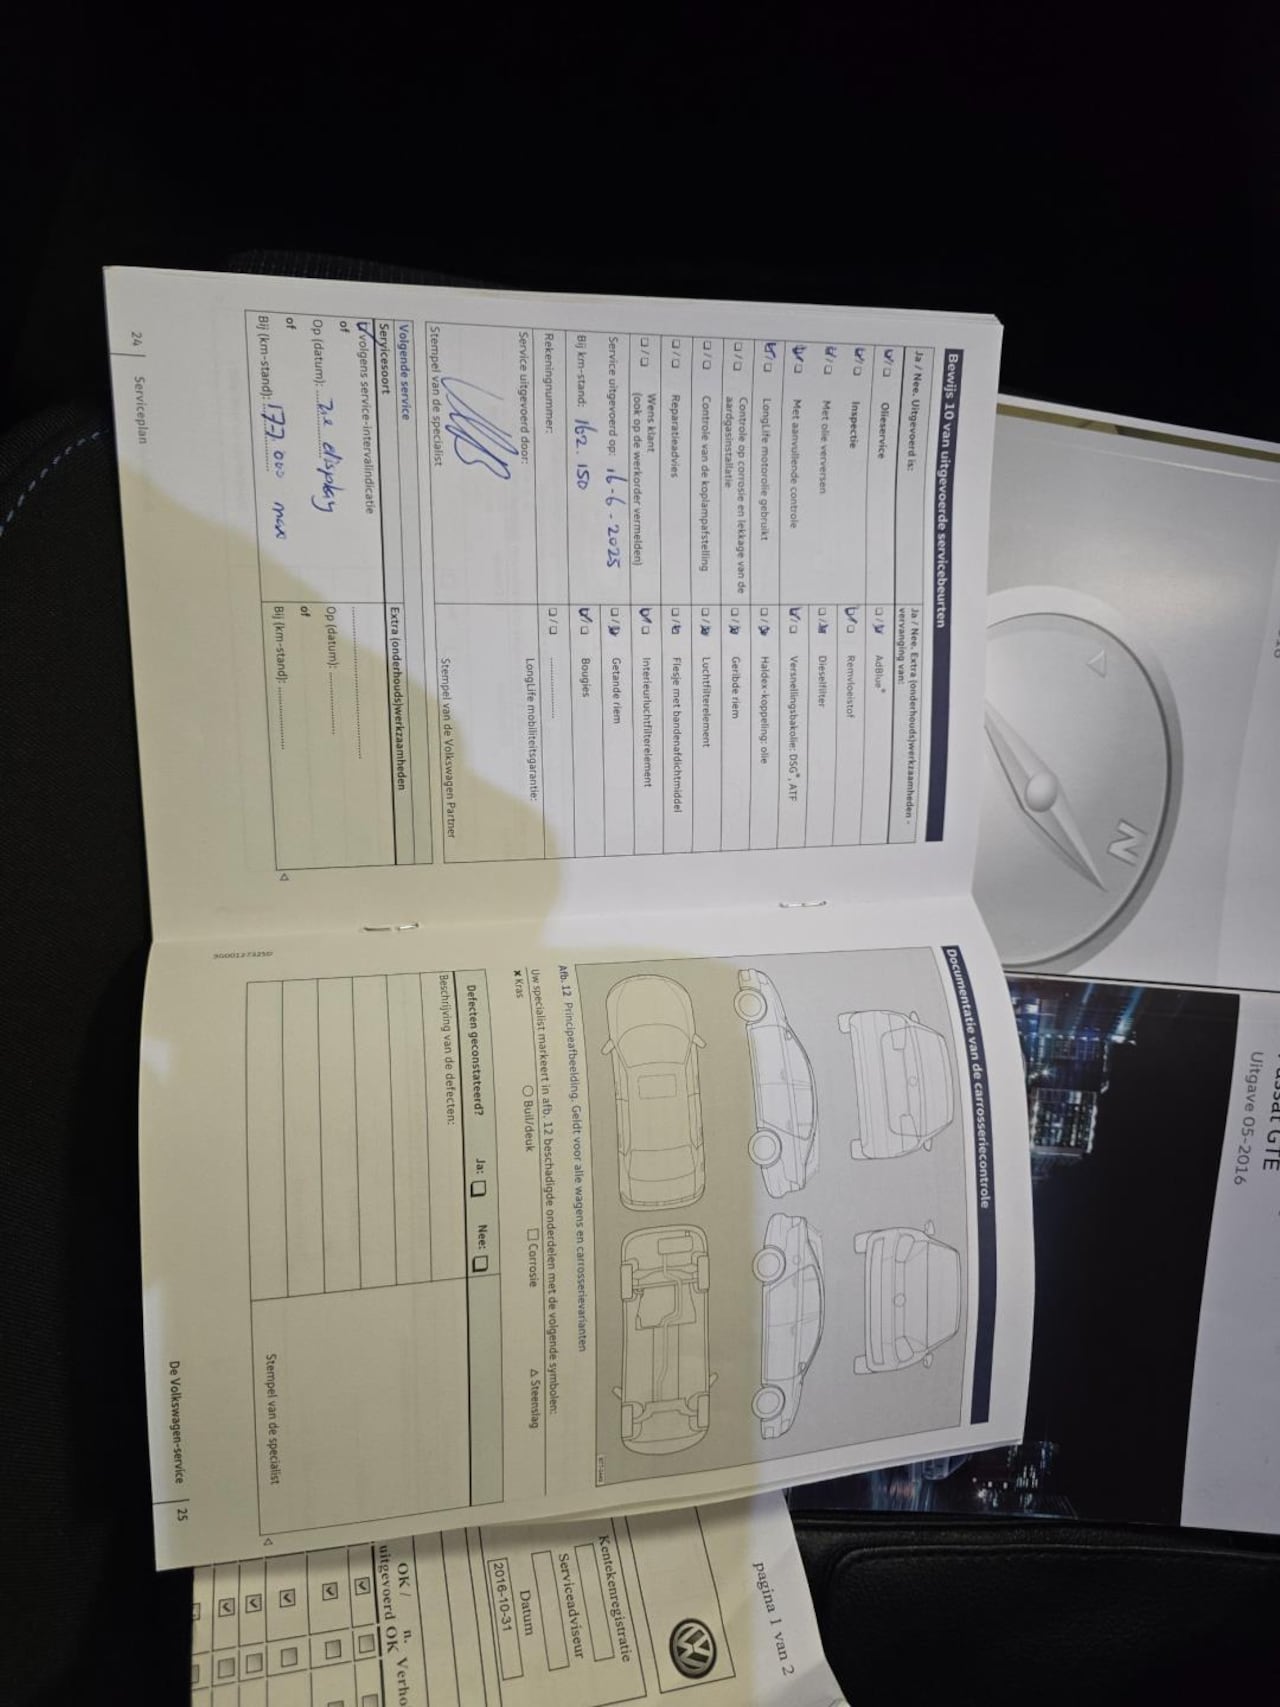 Bewijs 10 van uitgevoerde servicebeurten
Ja / Nee. Uitgevoerd is:
Olieservice
Inspectie
Met olie verversen
Met aanvullende controle
LongLife motorolie gebruikt
Controle op corrosie en lekkage van de
aardgasinstallatie
Controle van de koplampafstelling
Reparatieadvies
Wens klant
(ook op de werkorder vermelden)
Service uitgevoerd op: 16-6-2025
Bij km-stand: 162.150
Rekeningnummer:
Service uitgevoerd door:
Stempel van de specialist
Ja / Nee. Extra (onderhouds)werkzaamheden -
vervanging van:
AdBlue®
Remvloeistof
Dieselfilter
Versnellingsbakolie: DSG®, ATF
Haldex-koppeling: olie
Geribde riem
Luchtfilterelement
Flesje met bandenafdichtmiddel
Interieurluchtfilterelement
Getande riem
Bougies
LongLife mobiliteitsgarantie:
Stempel van de Volkswagen Partner
Volgende service
Servicesoort
volgens service-intervalindicatie
of
Op (datum): zie display
of
Bij (km-stand): 177.000 max
Extra (onderhouds)werkzaamheden
Op (datum):
of
Bij (km-stand):
24 Serviceplan
Documentatie van de carrosseriecontrole
Afb. 12 Principeafbeelding. Geldt voor alle wagens en carrosserievarianten
Uw specialist markeert in afb. 12 beschadigde onderdelen met de volgende symbolen:
x Kras
○ Buil/deuk
□ Corrosie
△ Steenslag
Defecten geconstateerd?
Ja:
Nee:
Beschrijving van de defecten:
Stempel van de specialist
3G0012732SD
De Volkswagen-service 25
N
Passat GTE
Uitgave 05-2016
pagina 1 van 2
Kentekenregistratie
Serviceadviseur
Datum
2016-10-31
OK / n.
uitgevoerd OK Verho